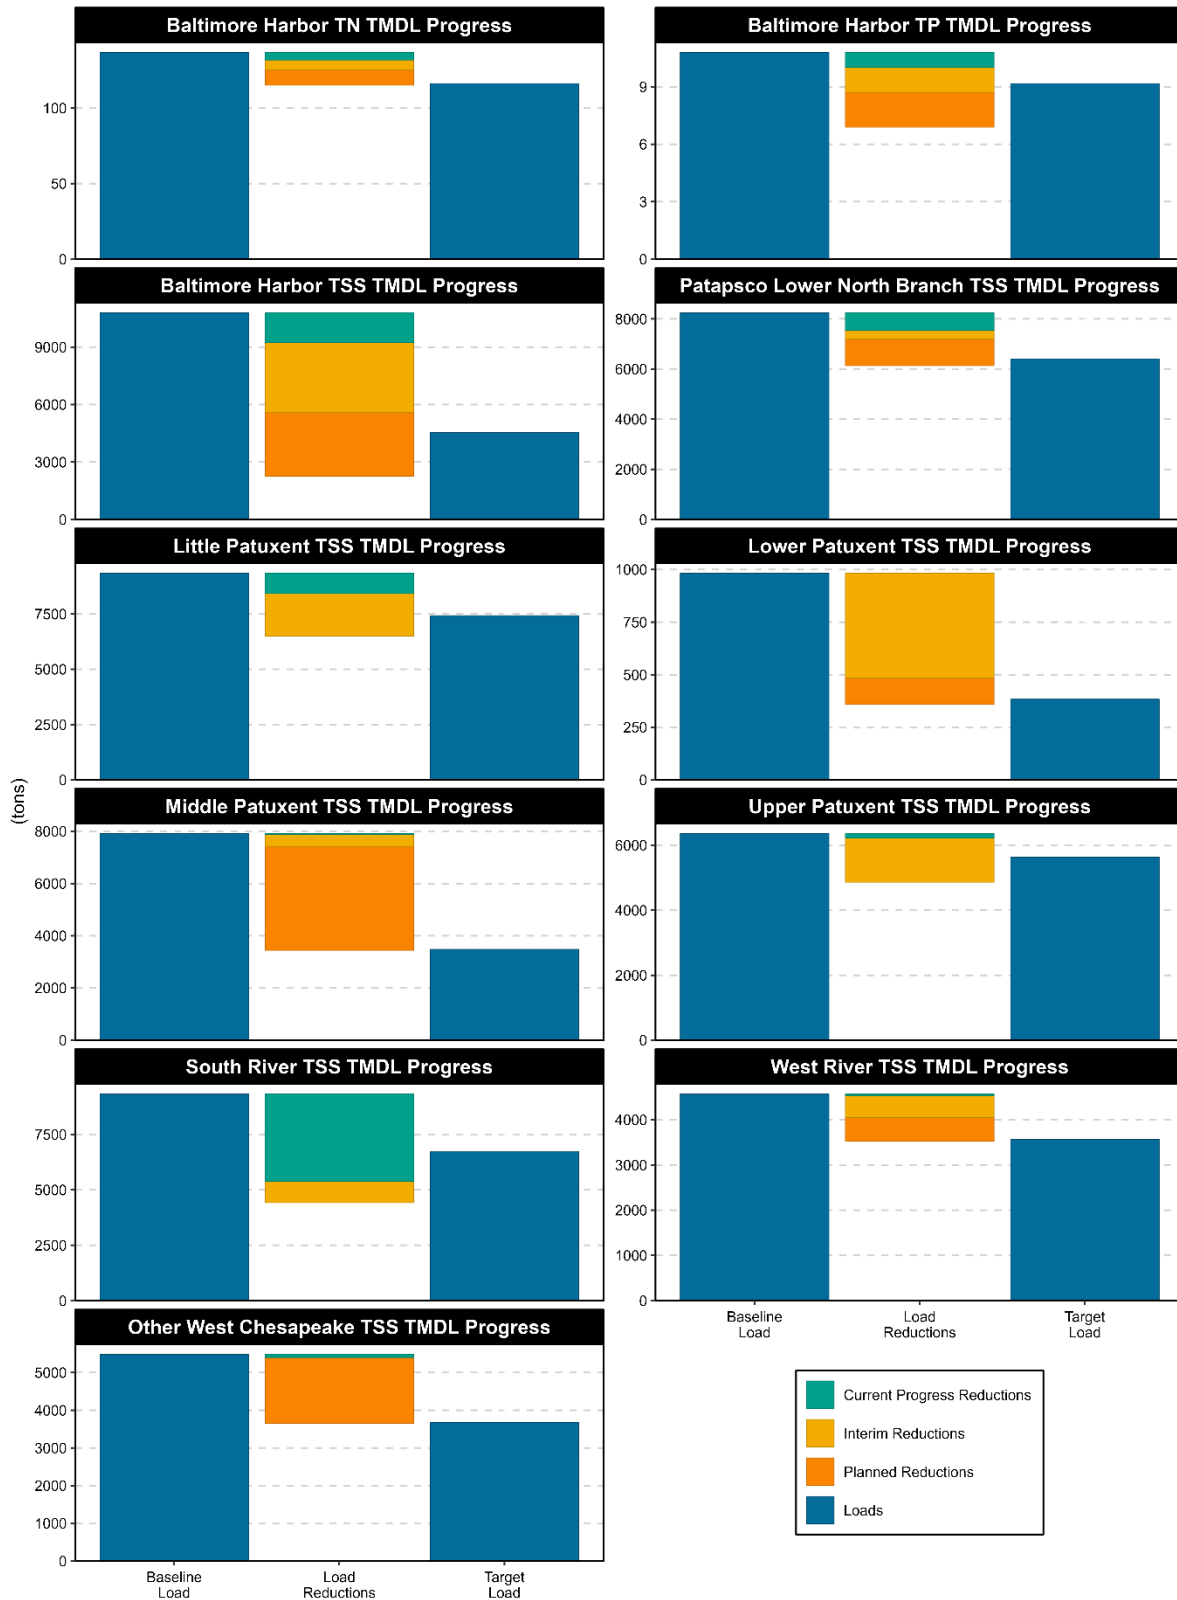 Baltimore Harbor TN TMDL Progress
100
50
0
Baltimore Harbor TP TMDL Progress
9
6
3
0
Baltimore Harbor TSS TMDL Progress
9000
6000
3000
0
Patapsco Lower North Branch TSS TMDL Progress
8000
6000
4000
2000
0
Little Patuxent TSS TMDL Progress
7500
5000
2500
0
Lower Patuxent TSS TMDL Progress
1000
750
500
250
0
(tons)
Middle Patuxent TSS TMDL Progress
8000
6000
4000
2000
0
Upper Patuxent TSS TMDL Progress
6000
4000
2000
0
South River TSS TMDL Progress
7500
5000
2500
0
West River TSS TMDL Progress
4000
3000
2000
1000
0
Baseline
Load
Load
Reductions
Target
Load
Other West Chesapeake TSS TMDL Progress
5000
4000
3000
2000
1000
0
Baseline
Load
Load
Reductions
Target
Load
Current Progress Reductions
Interim Reductions
Planned Reductions
Loads